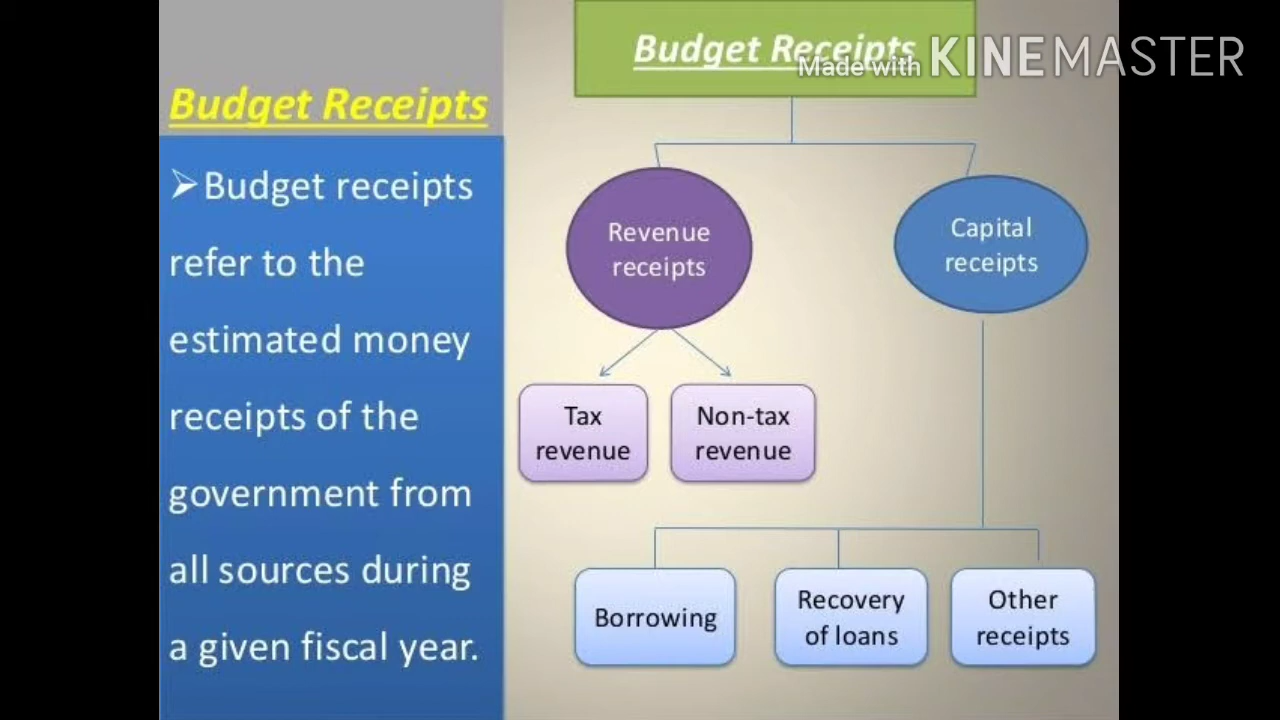 Budget Receipts
➢Budget receipts
refer to the
estimated money
receipts of the
government from
all sources during
a given fiscal year.
Budget Receipts
Made with KINEMASTER
Revenue
receipts
Capital
receipts
Tax
revenue
Non-tax
revenue
Borrowing
Recovery
of loans
Other
receipts